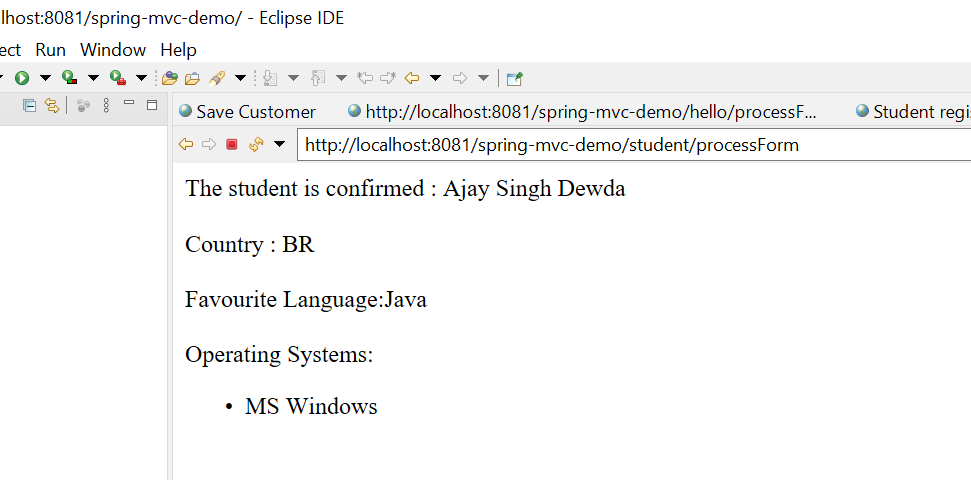 lhost:8081/spring-mvc-demo/ - Eclipse IDE
ect Run Window Help
Save Customer http://localhost:8081/spring-mvc-demo/hello/processF... Student regi
http://localhost:8081/spring-mvc-demo/student/processForm
The student is confirmed : Ajay Singh Dewda
Country : BR
Favourite Language:Java
Operating Systems:
• MS Windows